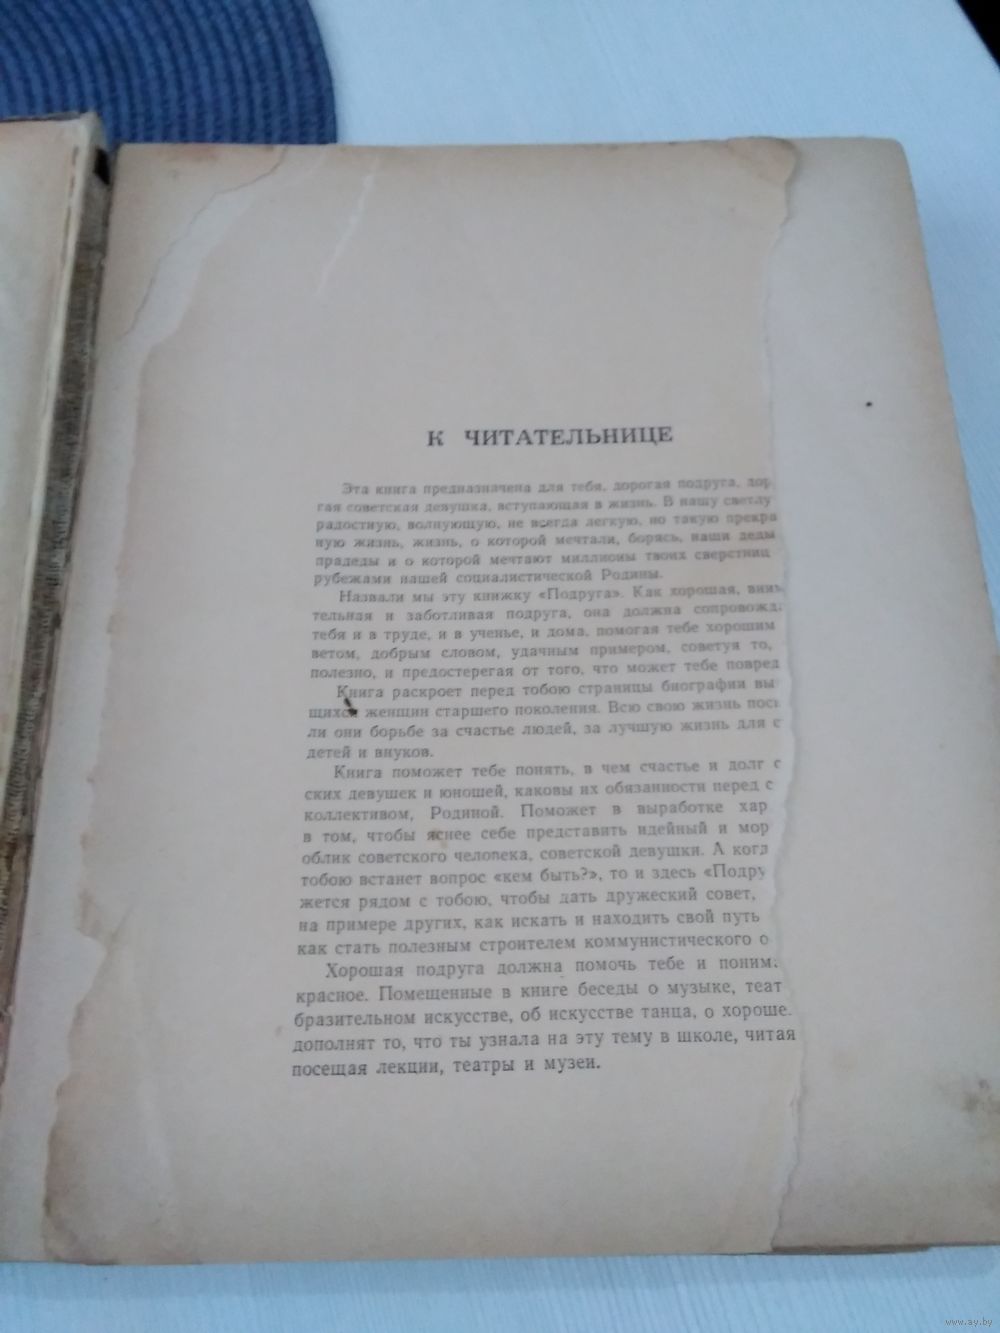 К ЧИТАТЕЛЬНИЦЕ
Эта книга предназначена для тебя, дорогая подруга, дор
гая советская девушка, вступающая в жизнь. В нашу светлу
радостную, волнующую, не всегда легкую, но такую прекра
ную жизнь, жизнь, о которой мечтали, борясь, наши деды
прадеды и о которой мечтают миллионы твоих сверстниц
рубежами нашей социалистической Родины.
Назвали мы эту книжку «Подруга». Как хорошая, вним
тельная и заботливая подруга, она должна сопровожда
тебя и в труде, и в ученье, и дома, помогая тебе хорошим
ветом, добрым словом, удачным примером, советуя то,
полезно, и предостерегая от того, что может тебе повред
Книга раскроет перед тобою страницы биографии вы
щихся женщин старшего поколения. Всю свою жизнь пос
ли они борьбе за счастье людей, за лучшую жизнь для с
детей и внуков.
Книга поможет тебе понять, в чем счастье и долг с
ских девушек и юношей, каковы их обязанности перед с
коллективом, Родиной. Поможет в выработке хар
в том, чтобы яснее себе представить идейный и мор
облик советского человека, советской девушки. А когд
тобою встанет вопрос «кем быть?», то и здесь «Подру
жется рядом с тобою, чтобы дать дружеский совет,
на примере других, как искать и находить свой путь
как стать полезным строителем коммунистического о
Хорошая подруга должна помочь тебе и понима
красное. Помещенные в книге беседы о музыке, теат
бразительном искусстве, об искусстве танца, о хороше
дополнят то, что ты узнала на эту тему в школе, читая
посещая лекции, театры и музеи.
www.ay.by